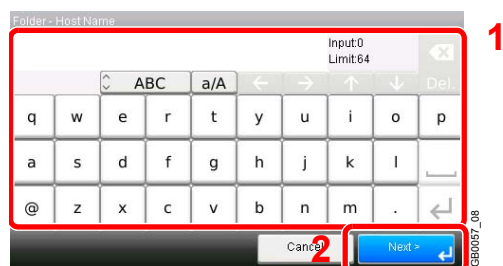 Folder - Host Name
1
Input:0
Limit:64
ABC a/A Del.
q w e r t y u i o p
a s d f g h j k l
@ z x c v b n m .
Cancel 2 Next >
GB0057_08